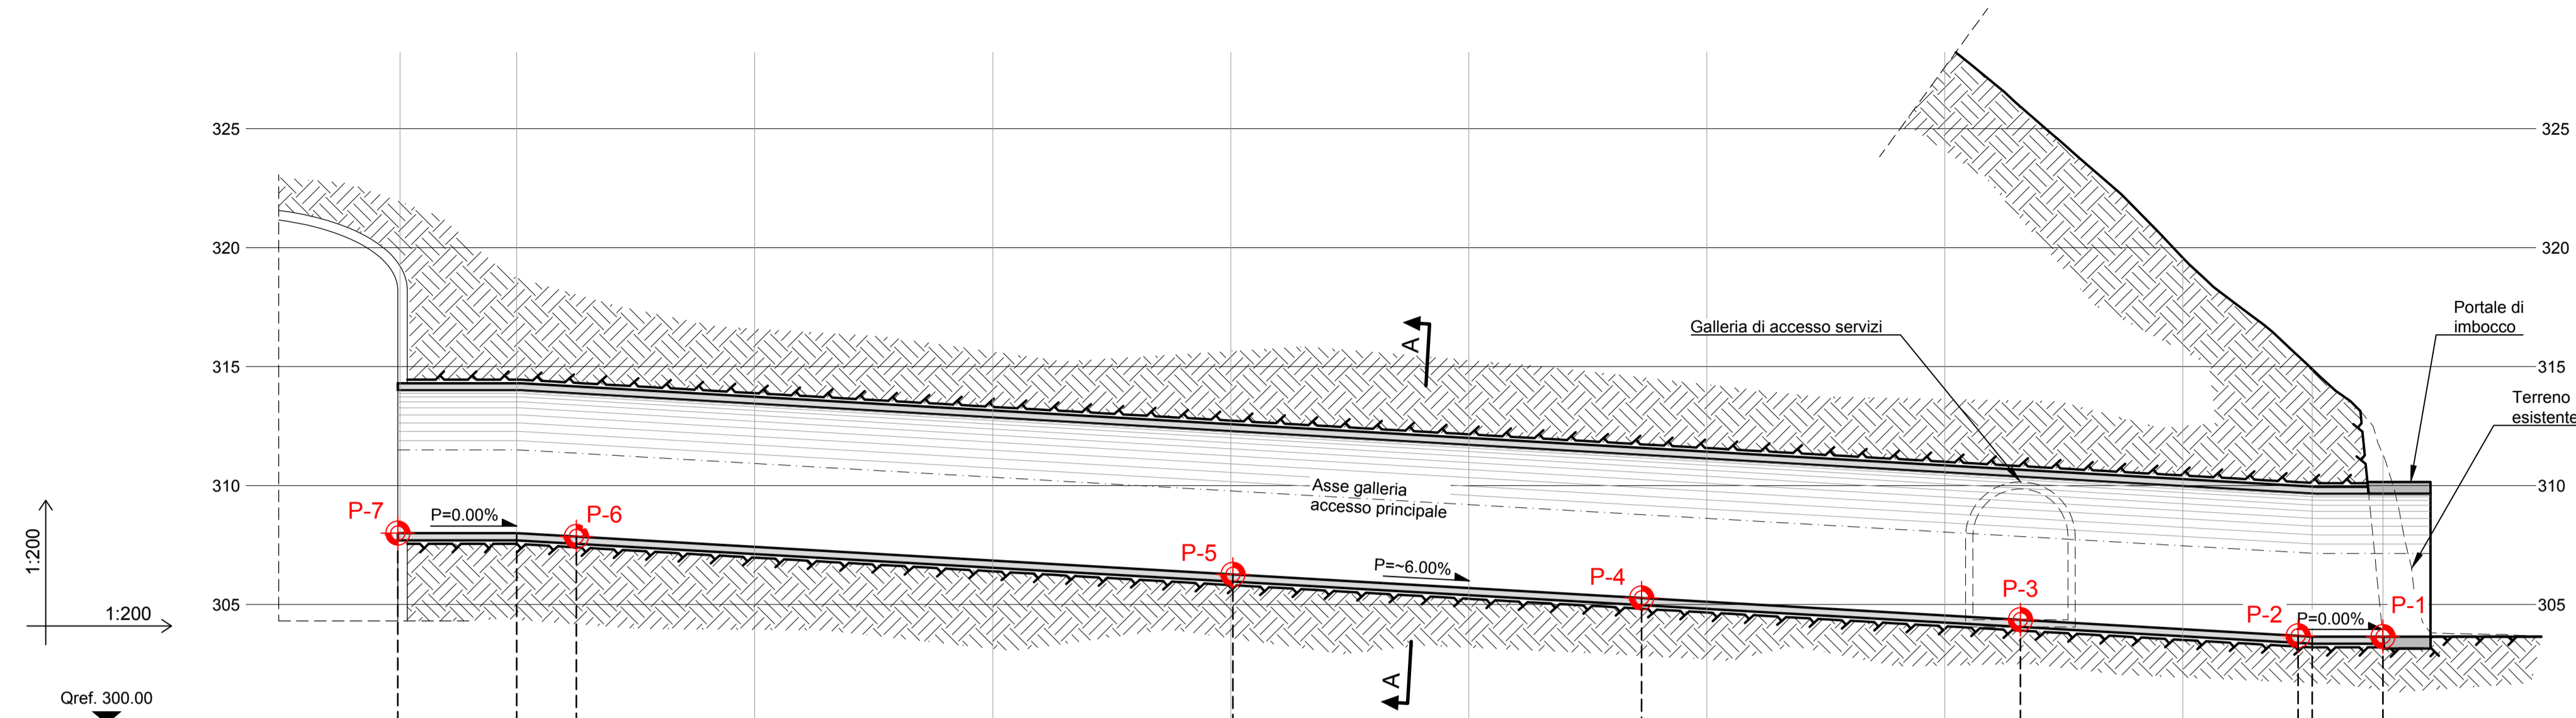 325
325
320
320
Galleria di accesso servizi
Portale di
imbocco
A
315
315
Terreno
esistente
310
310
Asse galleria
accesso principale
P-7
P=0.00%
P-6
P-5
P=~6.00%
P-4
P-3
P-2
P=0.00%
P-1
305
305
1:200
1:200
A
Qref. 300.00